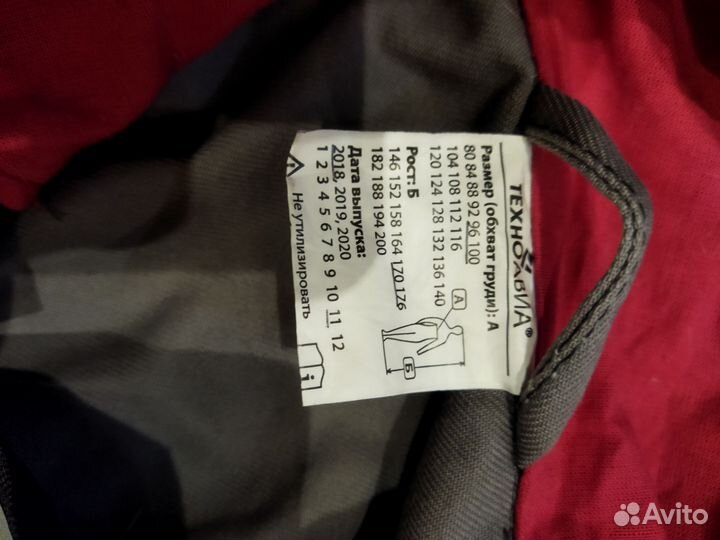 ТЕХНОАВИА®
Размер (обхват груди): А
80 84 88 92 96 100
104 108 112 116
120 124 128 132 136 140
Рост: Б
146 152 158 164 170 176
182 188 194 200
Дата выпуска:
2018, 2019, 2020
1 2 3 4 5 6 7 8 9 10 11 12
Не утилизировать
i
А
Б
Avito